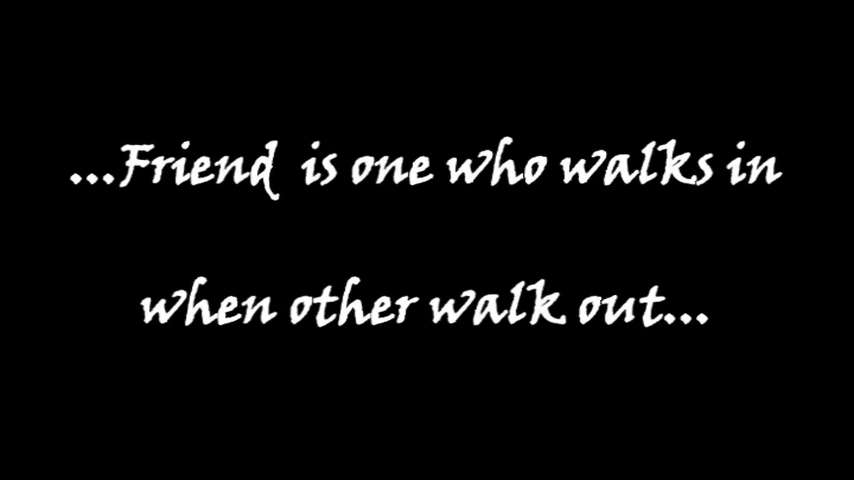 ...Friend is one who walks in
when other walk out...